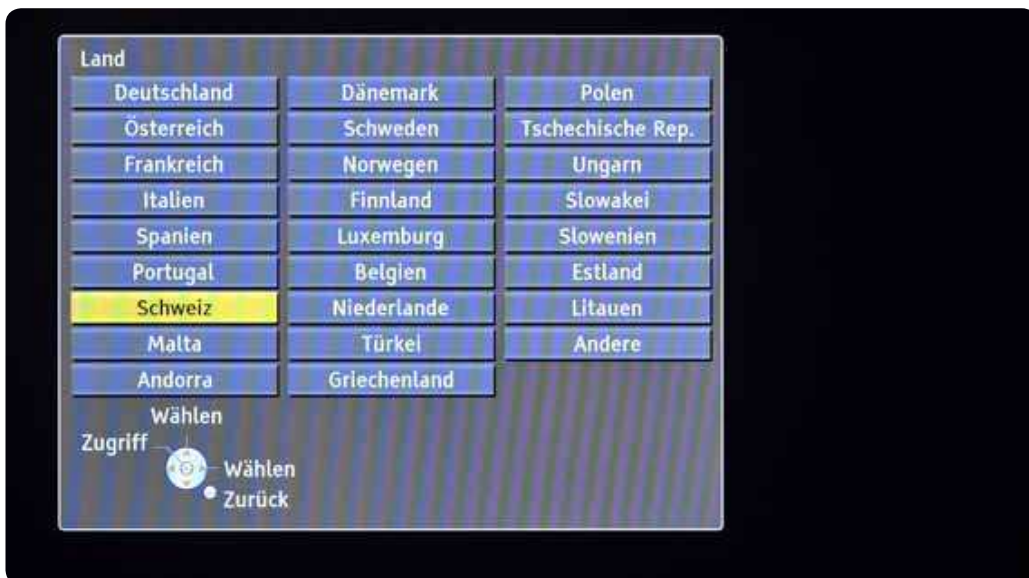 Land
Deutschland Dänemark Polen
Österreich Schweden Tschechische Rep.
Frankreich Norwegen Ungarn
Italien Finnland Slowakei
Spanien Luxemburg Slowenien
Portugal Belgien Estland
Schweiz Niederlande Litauen
Malta Türkei Andere
Andorra Griechenland
Wählen
Zugriff
Wählen
Zurück